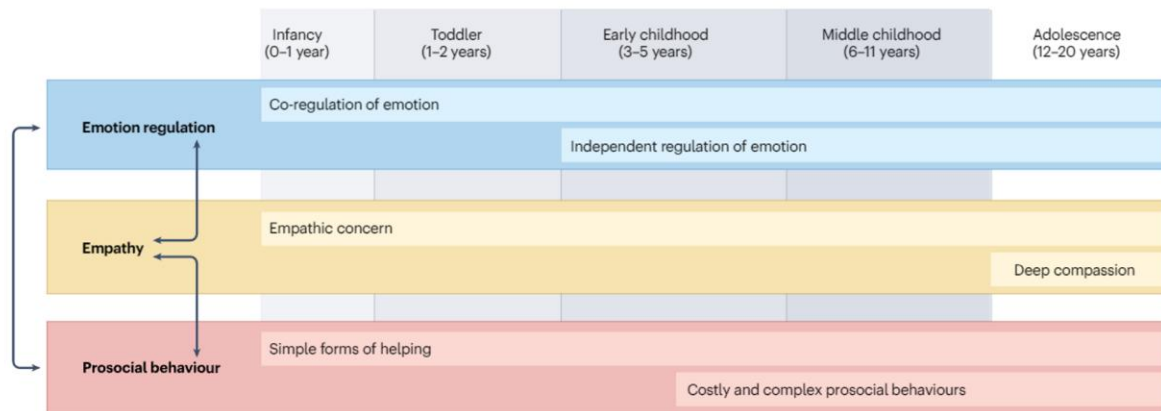 Infancy
(0–1 year)
Toddler
(1–2 years)
Early childhood
(3–5 years)
Middle childhood
(6–11 years)
Adolescence
(12–20 years)
Emotion regulation
Co-regulation of emotion
Independent regulation of emotion
Empathy
Empathic concern
Deep compassion
Prosocial behaviour
Simple forms of helping
Costly and complex prosocial behaviours